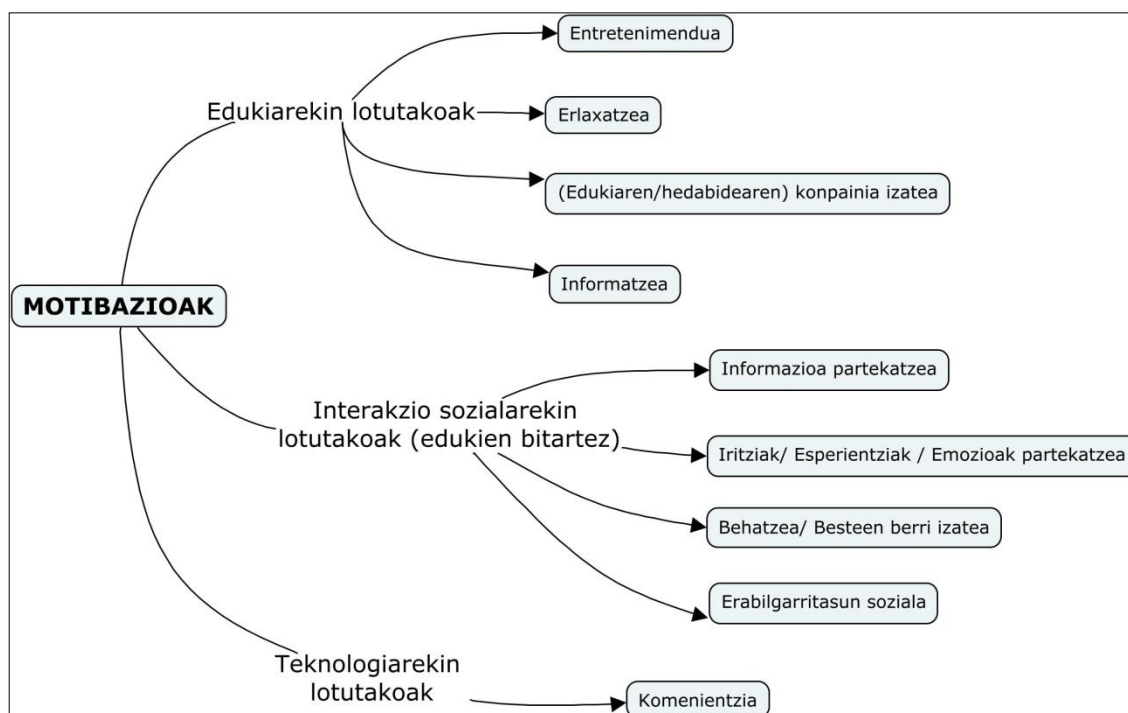 Entretenimendua
Edukiarekin lotutakoak
Erlaxatzea
(Edukiaren/hedabidearen) konpainia izatea
Informatzea
MOTIBAZIOAK
Informazioa partekatzea
Interakzio sozialarekin
lotutakoak (edukien bitartez)
Iritziak/ Esperientziak / Emozioak partekatzea
Behatzea/ Besteen berri izatea
Erabilgarritasun soziala
Teknologiarekin
lotutakoak
Komenientzia